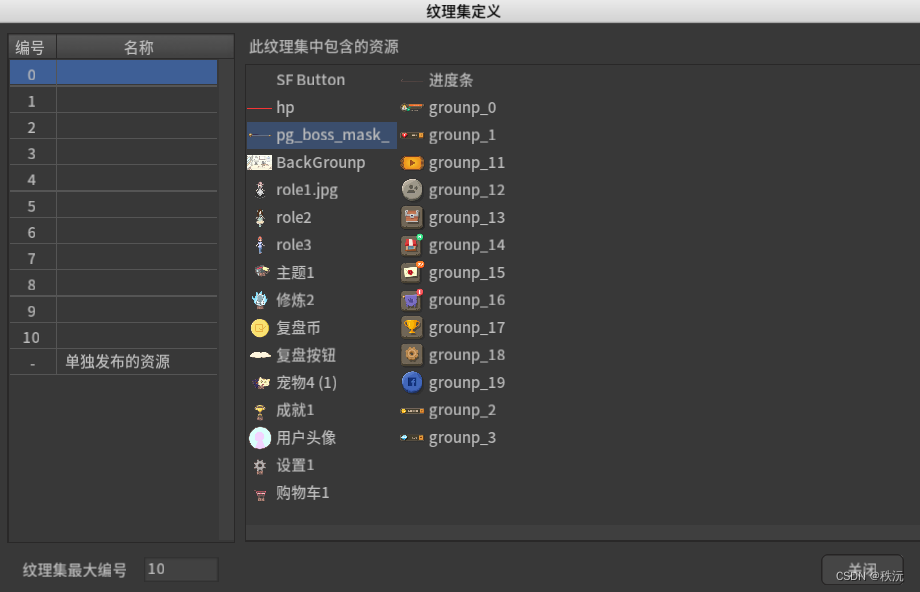 纹理集定义
编号 名称
0
1
2
3
4
5
6
7
8
9
10
- 单独发布的资源
此纹理集中包含的资源
SF Button
hp
pg_boss_mask_
BackGrounp
role1.jpg
role2
role3
主题1
修炼2
复盘币
复盘按钮
宠物4 (1)
成就1
用户头像
设置1
购物车1
进度条
grounp_0
grounp_1
grounp_11
grounp_12
grounp_13
grounp_14
grounp_15
grounp_16
grounp_17
grounp_18
grounp_19
grounp_2
grounp_3
纹理集最大编号 10
关闭
CSDN @秩沅